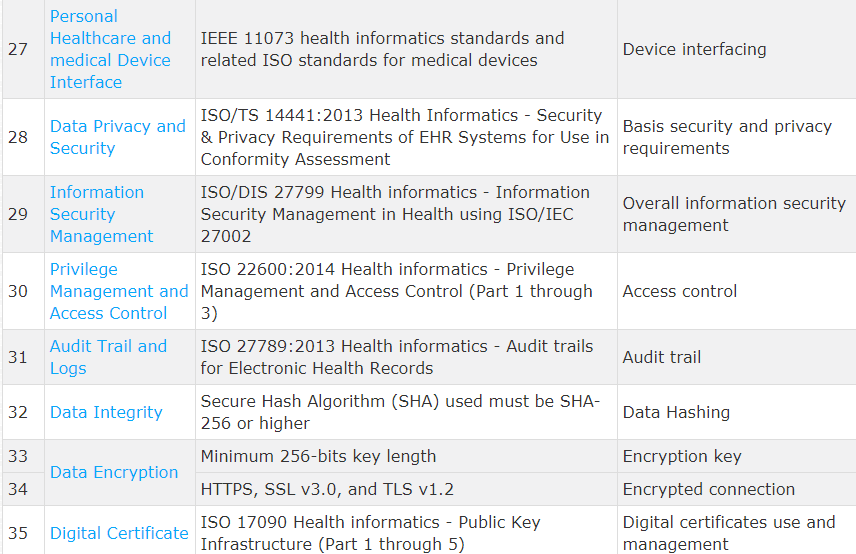 27
Personal
Healthcare and
medical Device
Interface
IEEE 11073 health informatics standards and
related ISO standards for medical devices
Device interfacing
28
Data Privacy and
Security
ISO/TS 14441:2013 Health Informatics - Security
& Privacy Requirements of EHR Systems for Use in
Conformity Assessment
Basis security and privacy
requirements
29
Information
Security
Management
ISO/DIS 27799 Health informatics - Information
Security Management in Health using ISO/IEC
27002
Overall information security
management
30
Privilege
Management and
Access Control
ISO 22600:2014 Health informatics - Privilege
Management and Access Control (Part 1 through
3)
Access control
31
Audit Trail and
Logs
ISO 27789:2013 Health informatics - Audit trails
for Electronic Health Records
Audit trail
32
Data Integrity
Secure Hash Algorithm (SHA) used must be SHA-
256 or higher
Data Hashing
33
Data Encryption
Minimum 256-bits key length
Encryption key
34
HTTPS, SSL v3.0, and TLS v1.2
Encrypted connection
35
Digital Certificate
ISO 17090 Health informatics - Public Key
Infrastructure (Part 1 through 5)
Digital certificates use and
management